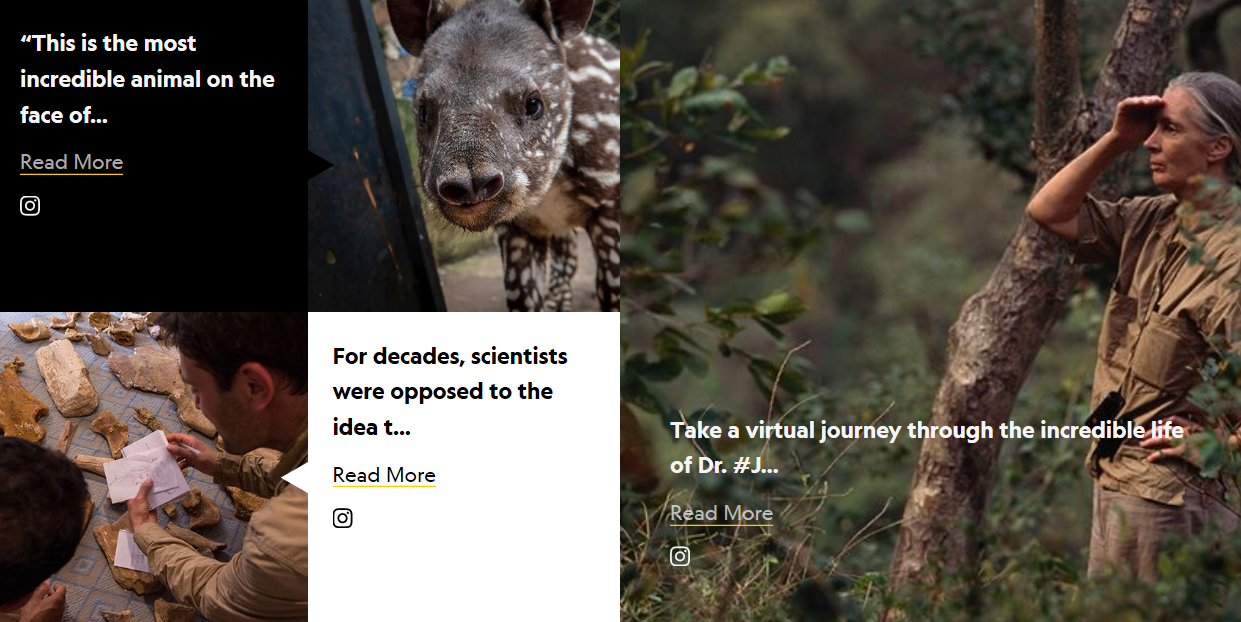 “This is the most
incredible animal on the
face of...
Read More
For decades, scientists
were opposed to the
idea t...
Read More
Take a virtual journey through the incredible life
of Dr. #J...
Read More